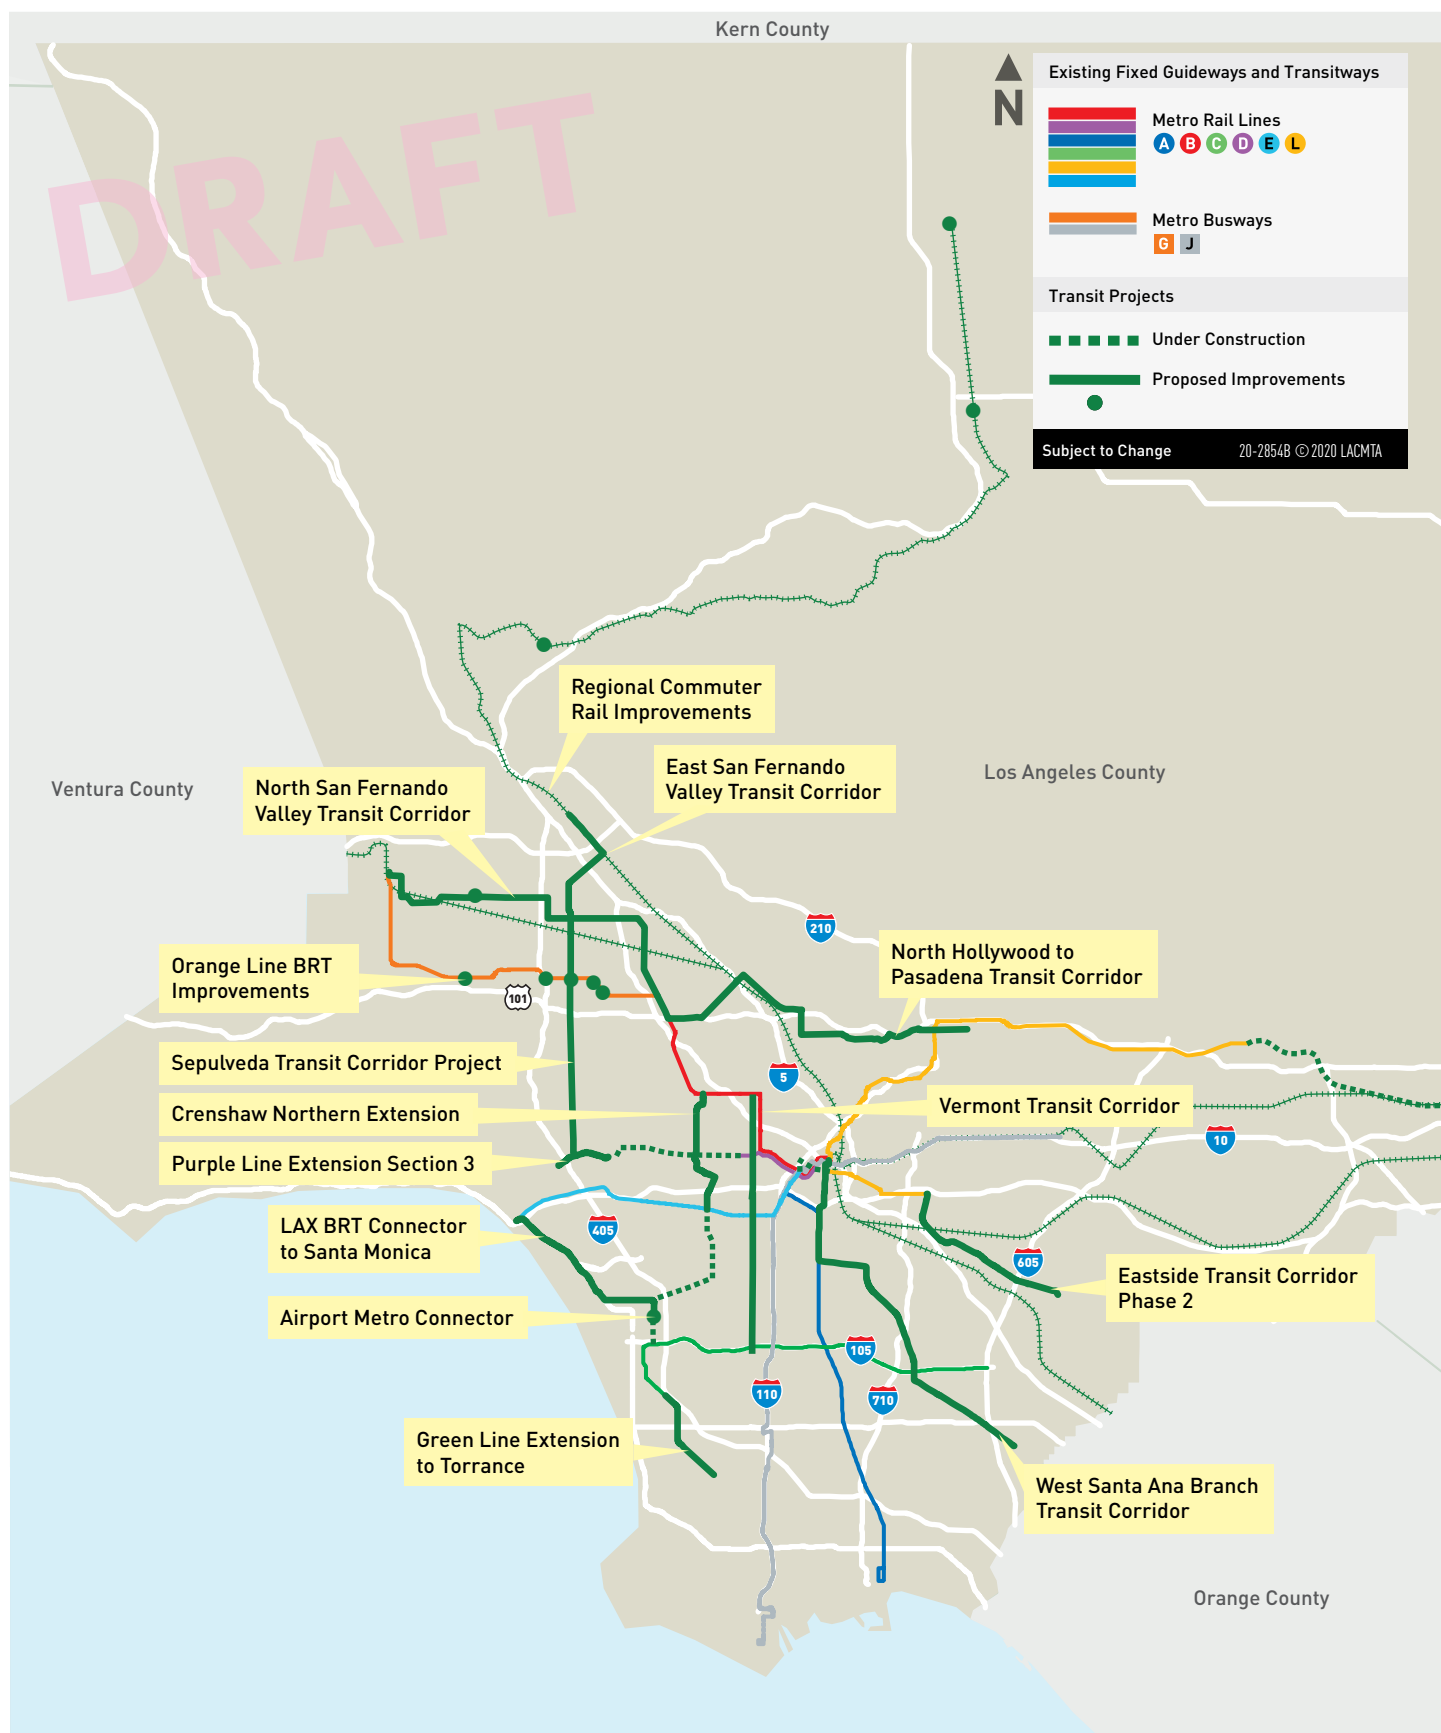 Kern County
DRAFT
N
Existing Fixed Guideways and Transitways
Metro Rail Lines
A B C D E L
Metro Busways
G J
Transit Projects
Under Construction
Proposed Improvements
Subject to Change 20-2854B © 2020 LACMTA
Regional Commuter
Rail Improvements
East San Fernando
Valley Transit Corridor
Los Angeles County
Ventura County
North San Fernando
Valley Transit Corridor
210
North Hollywood to
Pasadena Transit Corridor
Orange Line BRT
Improvements
101
Sepulveda Transit Corridor Project
5
Crenshaw Northern Extension
Vermont Transit Corridor
10
Purple Line Extension Section 3
LAX BRT Connector
to Santa Monica
405
605
Eastside Transit Corridor
Phase 2
Airport Metro Connector
105
110
710
Green Line Extension
to Torrance
West Santa Ana Branch
Transit Corridor
Orange County